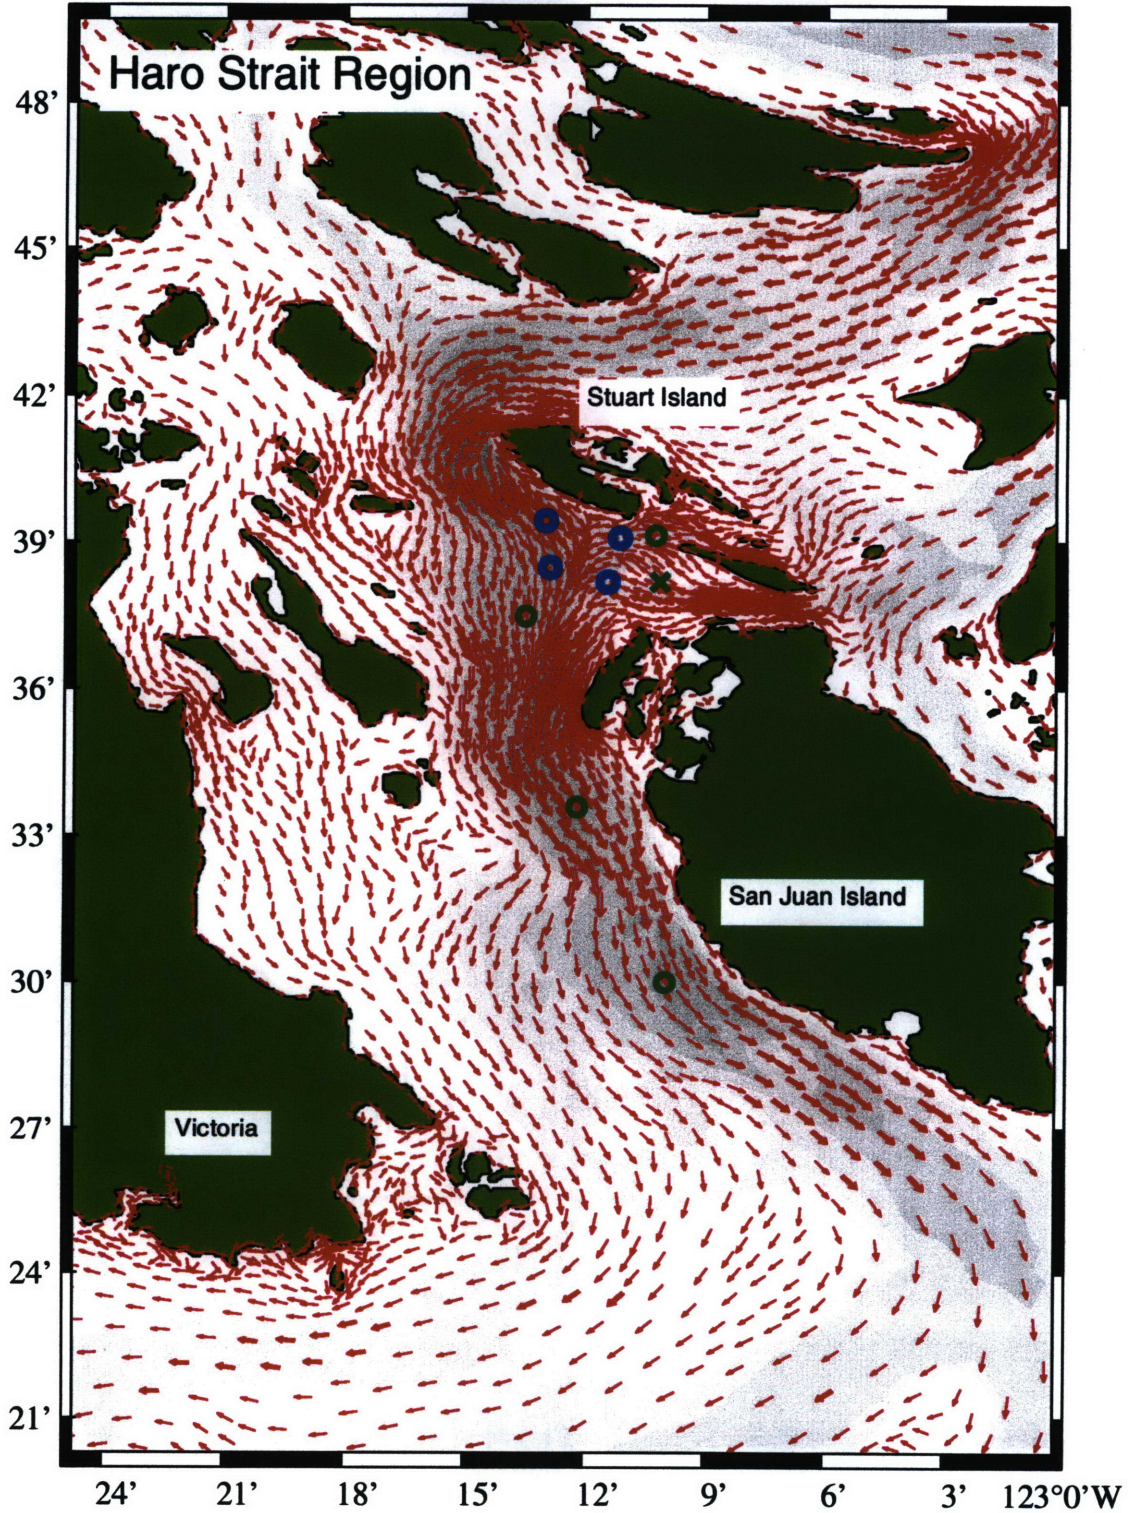 Haro Strait Region
48'
45'
42'
Stuart Island
39'
36'
33'
San Juan Island
30'
27'
Victoria
24'
21'
24' 21' 18' 15' 12' 9' 6' 3' 123°0'W